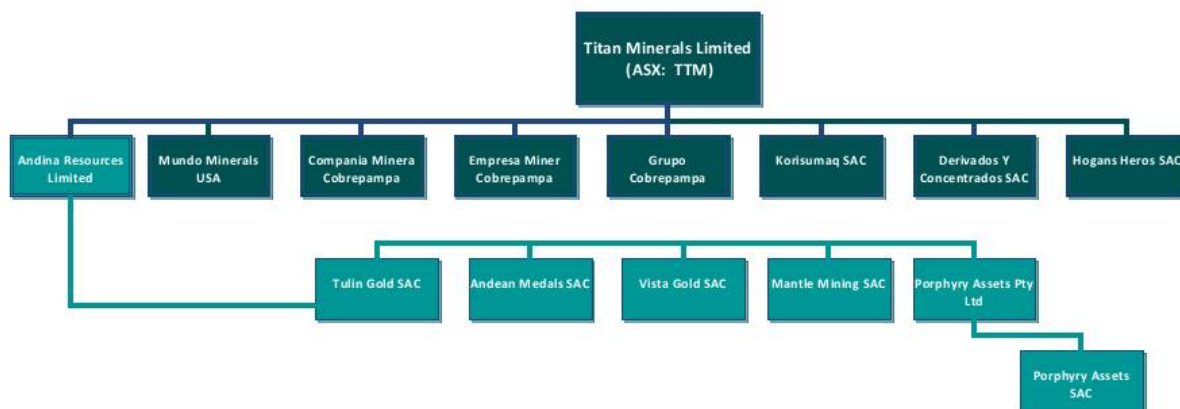 Titan Minerals Limited
(ASX: TTM)
Andina Resources
Limited
Mundo Minerals
USA
Compania Minera
Cobrepampa
Empresa Miner
Cobrepampa
Grupo
Cobrepampa
Korisumaq SAC
Derivados Y
Concentrados SAC
Hogans Heros SAC
Tulin Gold SAC
Andean Medals SAC
Vista Gold SAC
Mantle Mining SAC
Porphyry Assets Pty
Ltd
Porphyry Assets
SAC